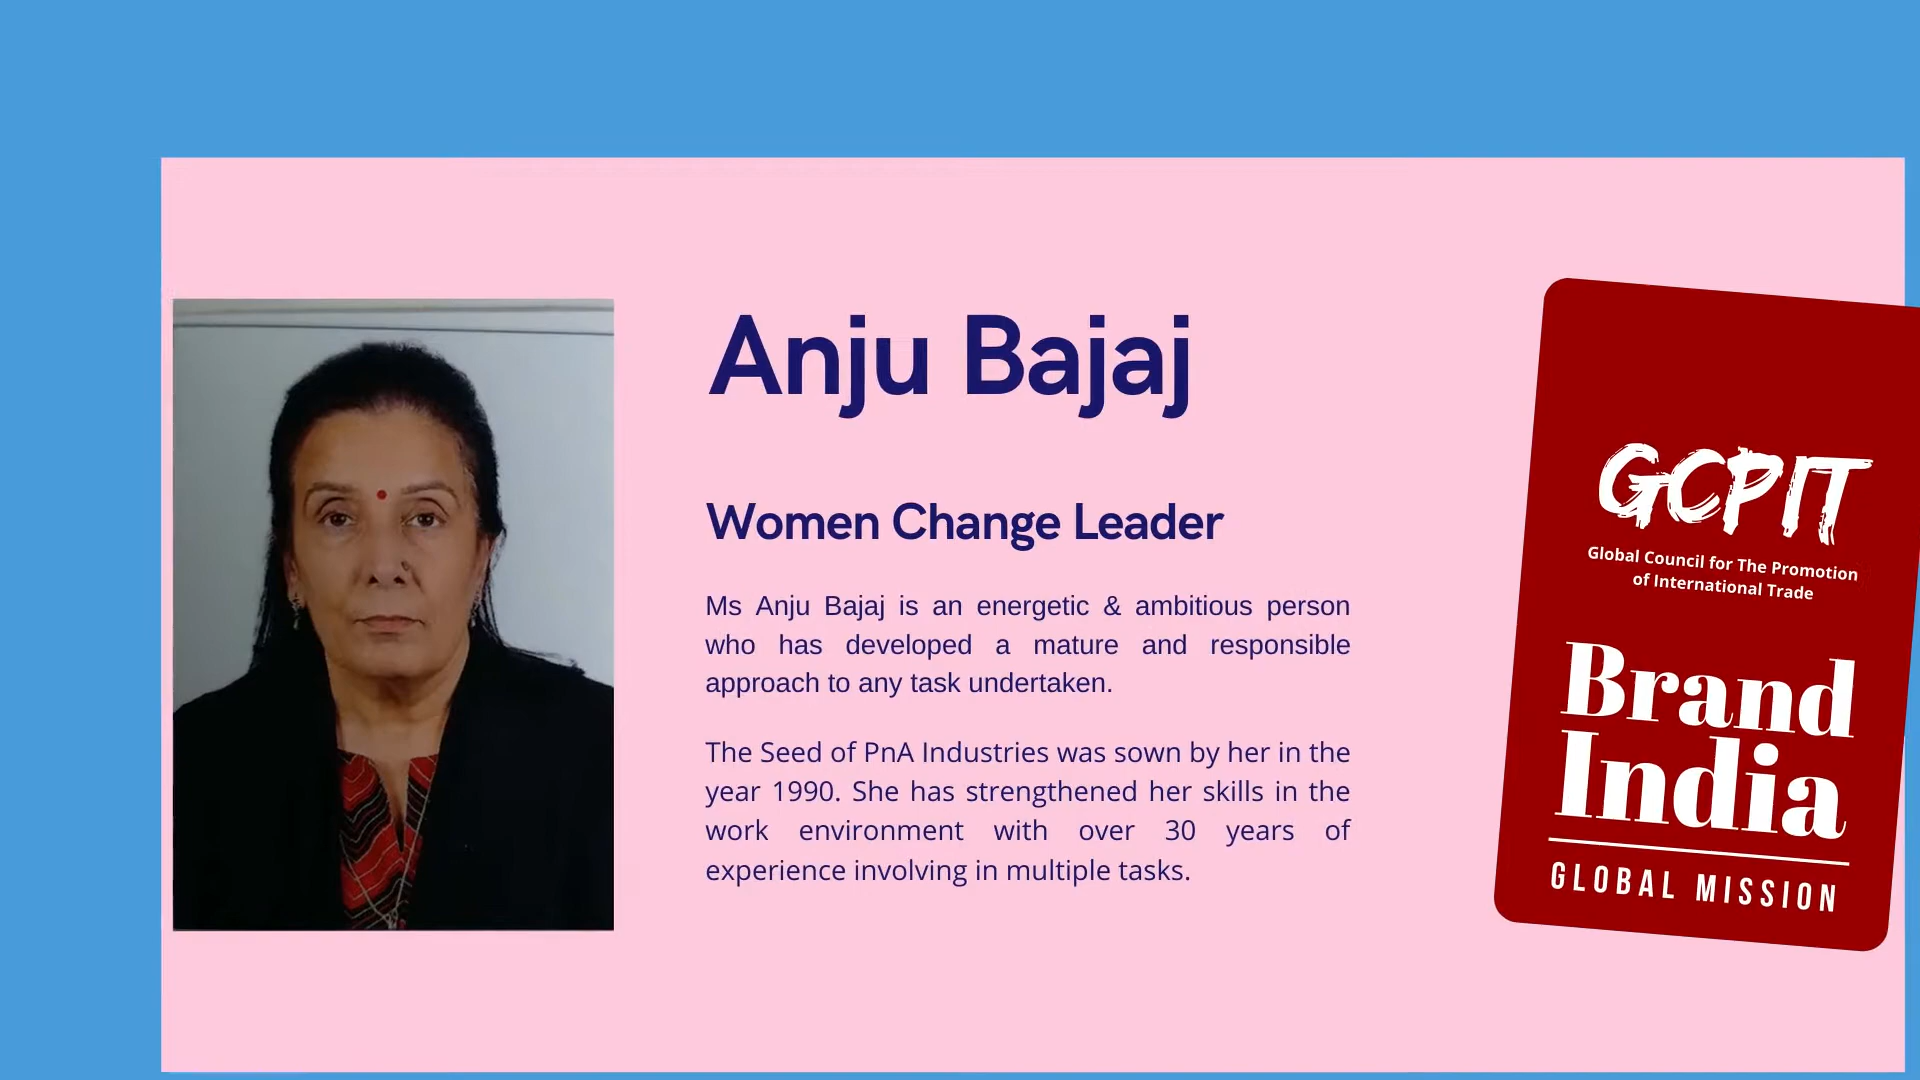 Anju Bajaj
Women Change Leader
Ms Anju Bajaj is an energetic & ambitious person
who has developed a mature and responsible
approach to any task undertaken.
The Seed of PnA Industries was sown by her in the
year 1990. She has strengthened her skills in the
work environment with over 30 years of
experience involving in multiple tasks.
GCPIT
Global Council for The Promotion
of International Trade
Brand
India
GLOBAL MISSION